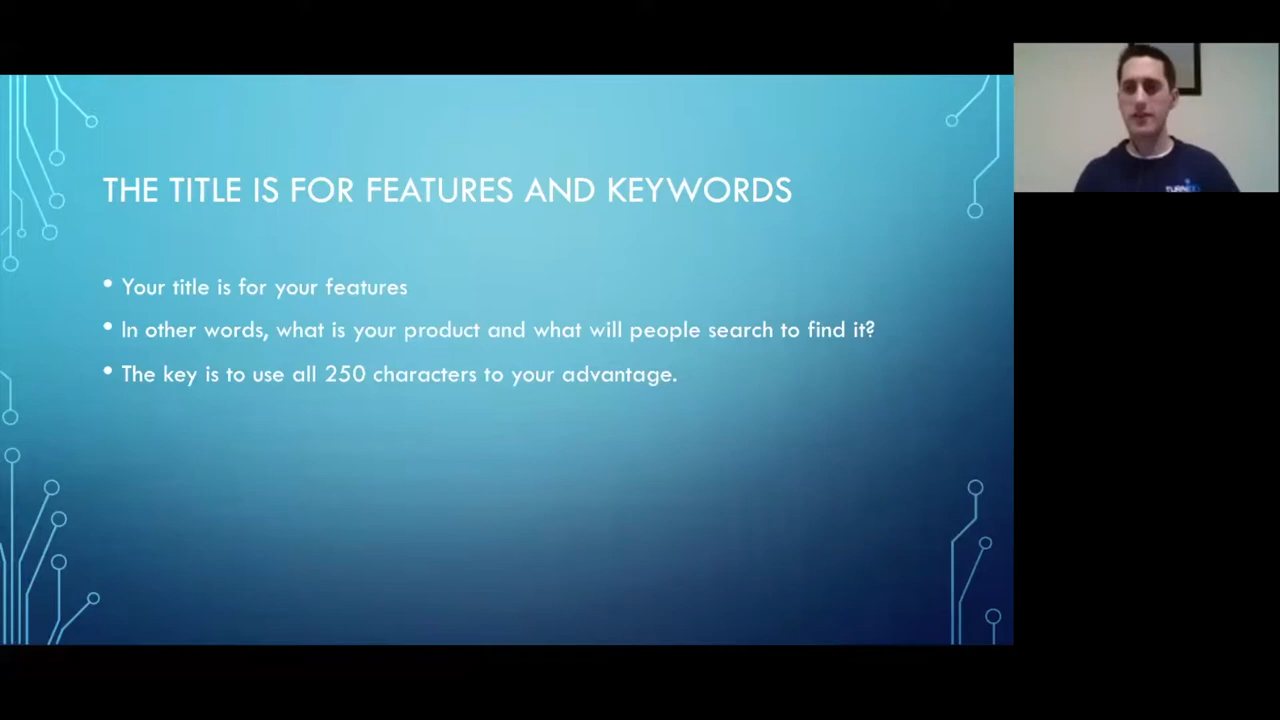 THE TITLE IS FOR FEATURES AND KEYWORDS
• Your title is for your features
• In other words, what is your product and what will people search to find it?
• The key is to use all 250 characters to your advantage.